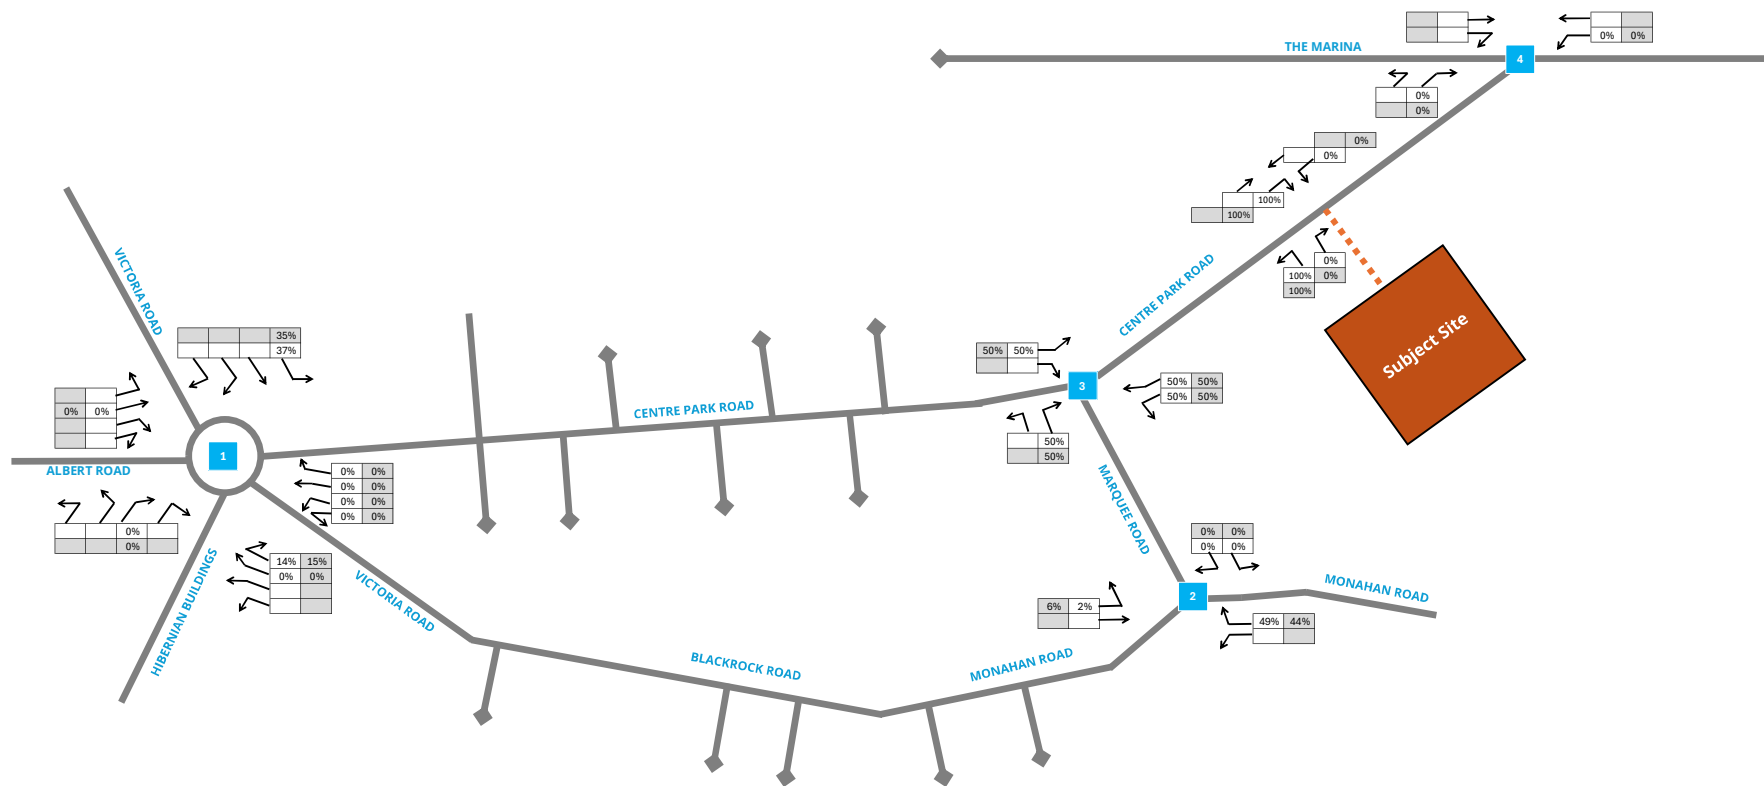 THE MARINA
4
0% 0%
0%
0%
0%
0%
100%
100%
0%
100% 0%
100%
VICTORIA ROAD
CENTRE PARK ROAD
Subject Site
35%
37%
50% 50%
3
50% 50%
50% 50%
0% 0%
CENTRE PARK ROAD
50%
50%
1
ALBERT ROAD
0% 0%
0% 0%
0% 0%
0% 0%
MARQUEE ROAD
0%
0%
HIBERNIAN BUILDINGS
14% 15%
0% 0%
VICTORIA ROAD
0% 0%
0% 0%
MONAHAN ROAD
2
6% 2%
49% 44%
BLACKROCK ROAD
MONAHAN ROAD